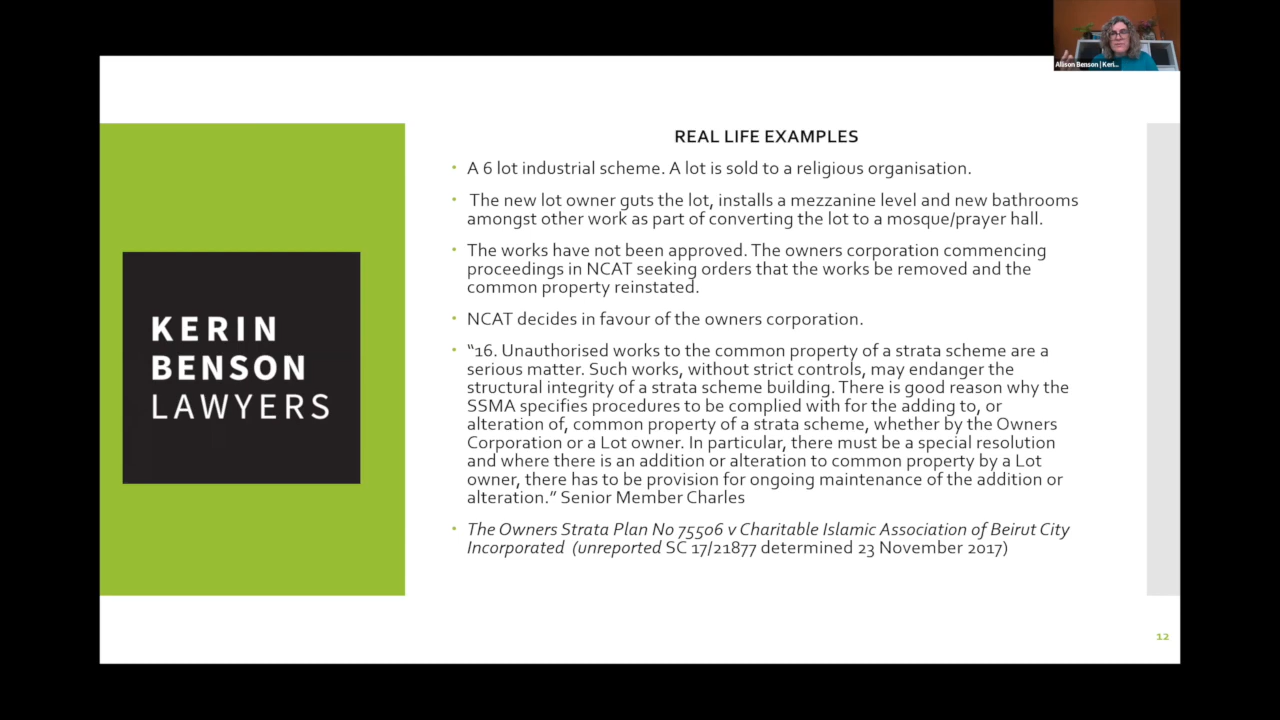 Allison Benson | Keri...
REAL LIFE EXAMPLES
• A 6 lot industrial scheme. A lot is sold to a religious organisation.
• The new lot owner guts the lot, installs a mezzanine level and new bathrooms
amongst other work as part of converting the lot to a mosque/prayer hall.
• The works have not been approved. The owners corporation commencing
proceedings in NCAT seeking orders that the works be removed and the
common property reinstated.
• NCAT decides in favour of the owners corporation.
• “16. Unauthorised works to the common property of a strata scheme are a
serious matter. Such works, without strict controls, may endanger the
structural integrity of a strata scheme building. There is good reason why the
SSMA specifies procedures to be complied with for the adding to, or
alteration of, common property of a strata scheme, whether by the Owners
Corporation or a Lot owner. In particular, there must be a special resolution
and where there is an addition or alteration to common property by a Lot
owner, there has to be provision for ongoing maintenance of the addition or
alteration.” Senior Member Charles
• The Owners Strata Plan No 75506 v Charitable Islamic Association of Beirut City
Incorporated (unreported SC 17/21877 determined 23 November 2017)
KERIN
BENSON
LAWYERS
12